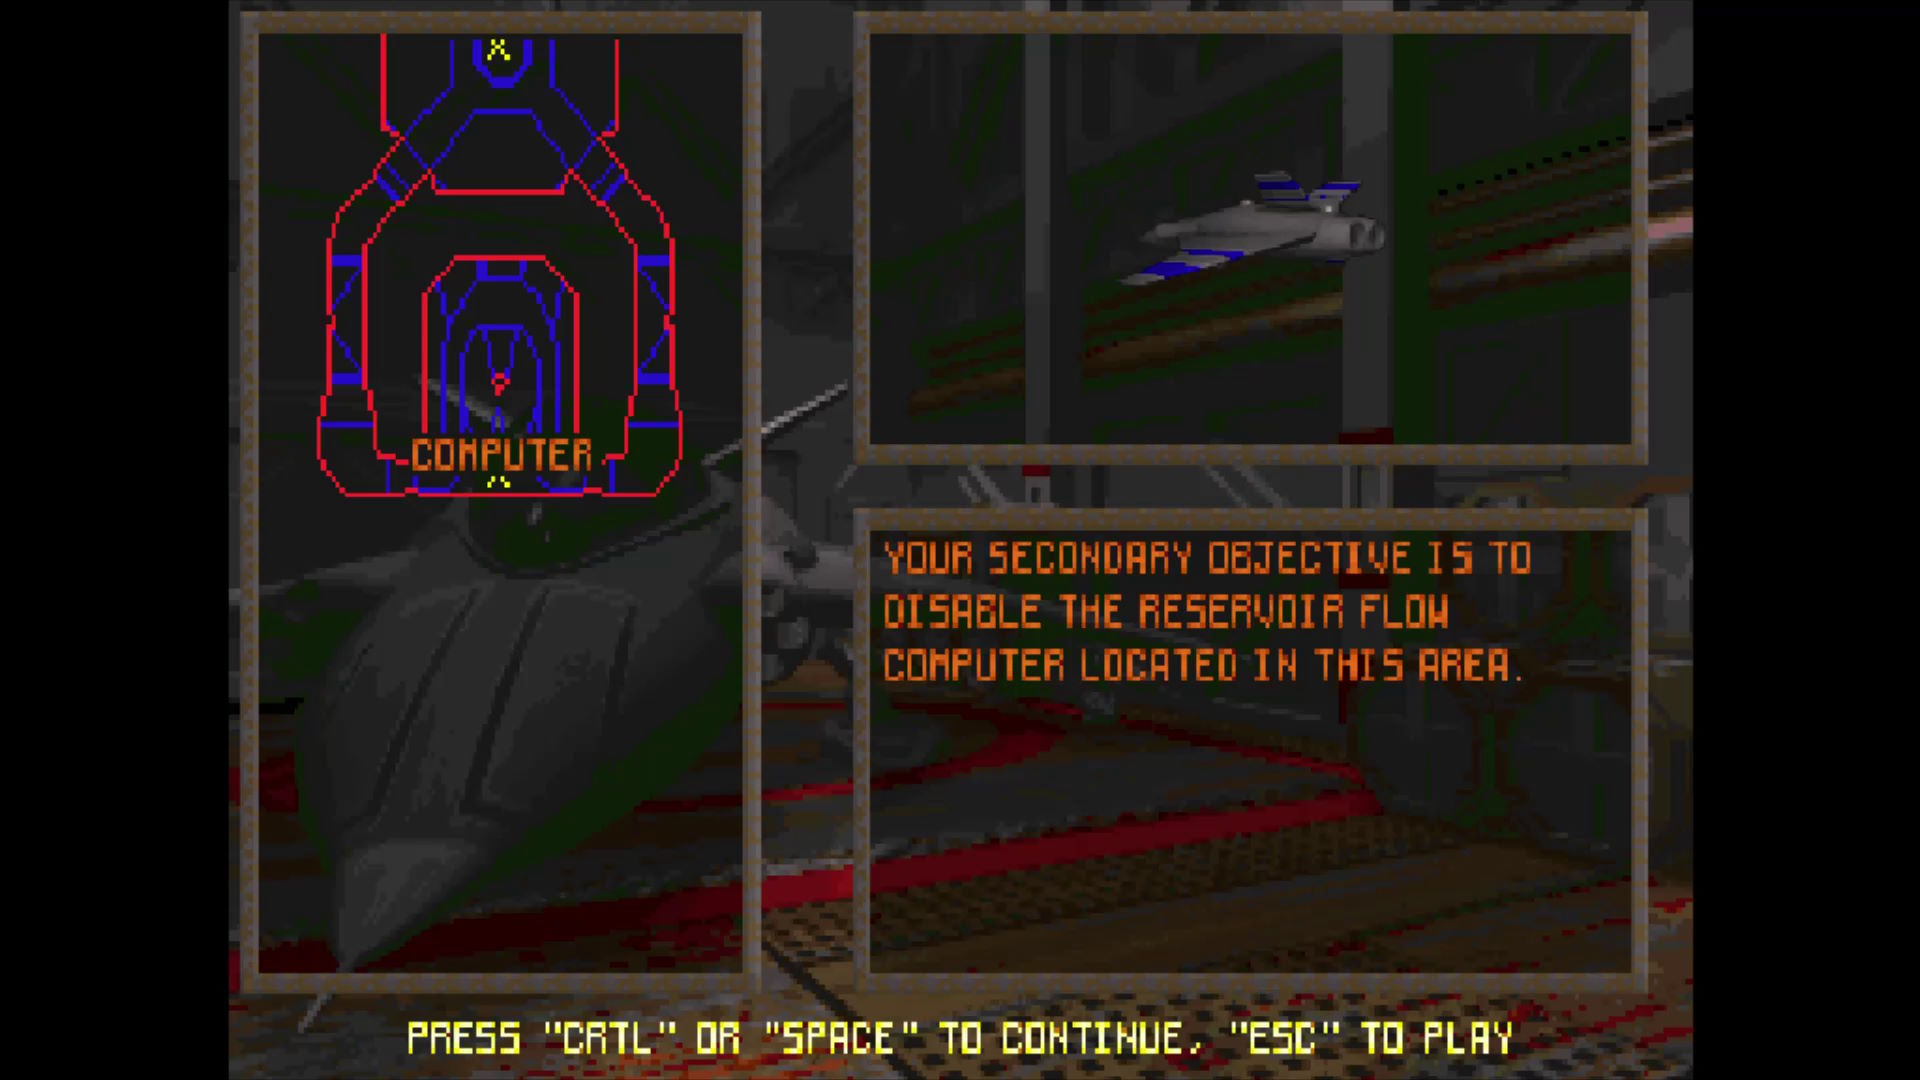 X
COMPUTER
YOUR SECONDARY OBJECTIVE IS TO
DISABLE THE RESERVOIR FLOW
COMPUTER LOCATED IN THIS AREA.
PRESS "CRTL" OR "SPACE" TO CONTINUE, "ESC" TO PLAY